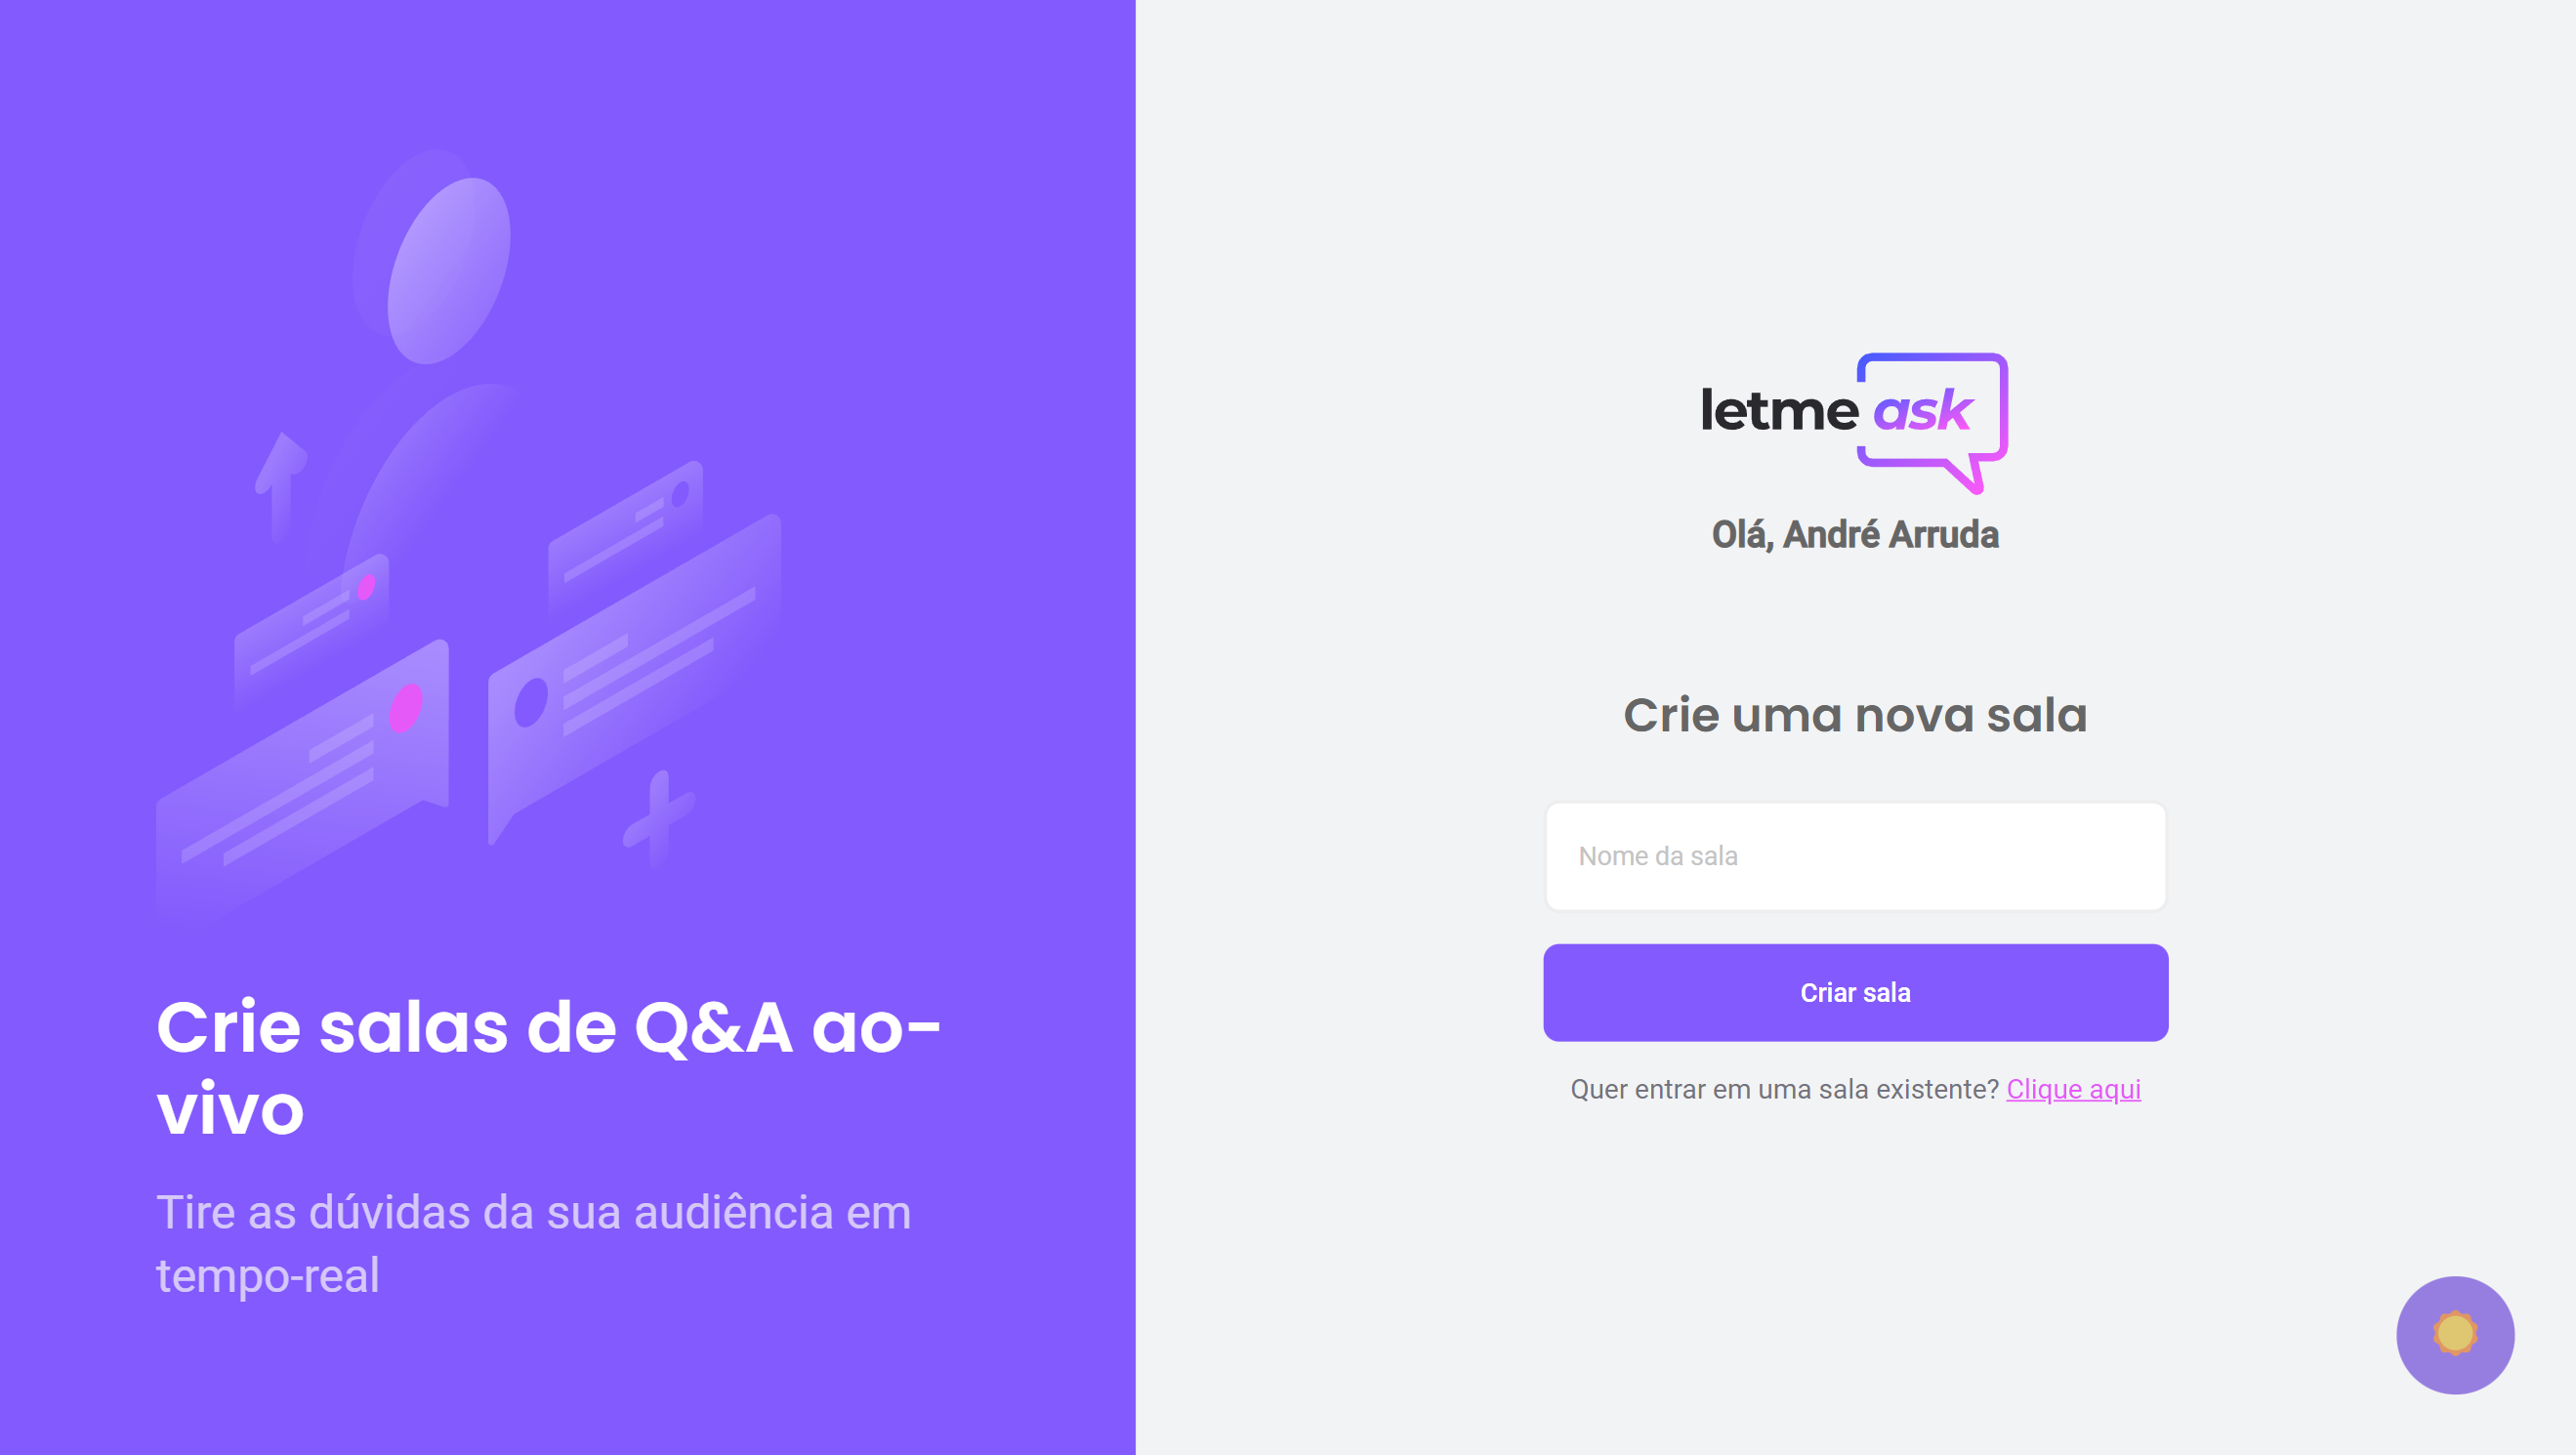 Crie salas de Q&A ao-
vivo
Tire as dúvidas da sua audiência em
tempo-real
letme ask
Olá, André Arruda
Crie uma nova sala
Nome da sala
Criar sala
Quer entrar em uma sala existente? Clique aqui